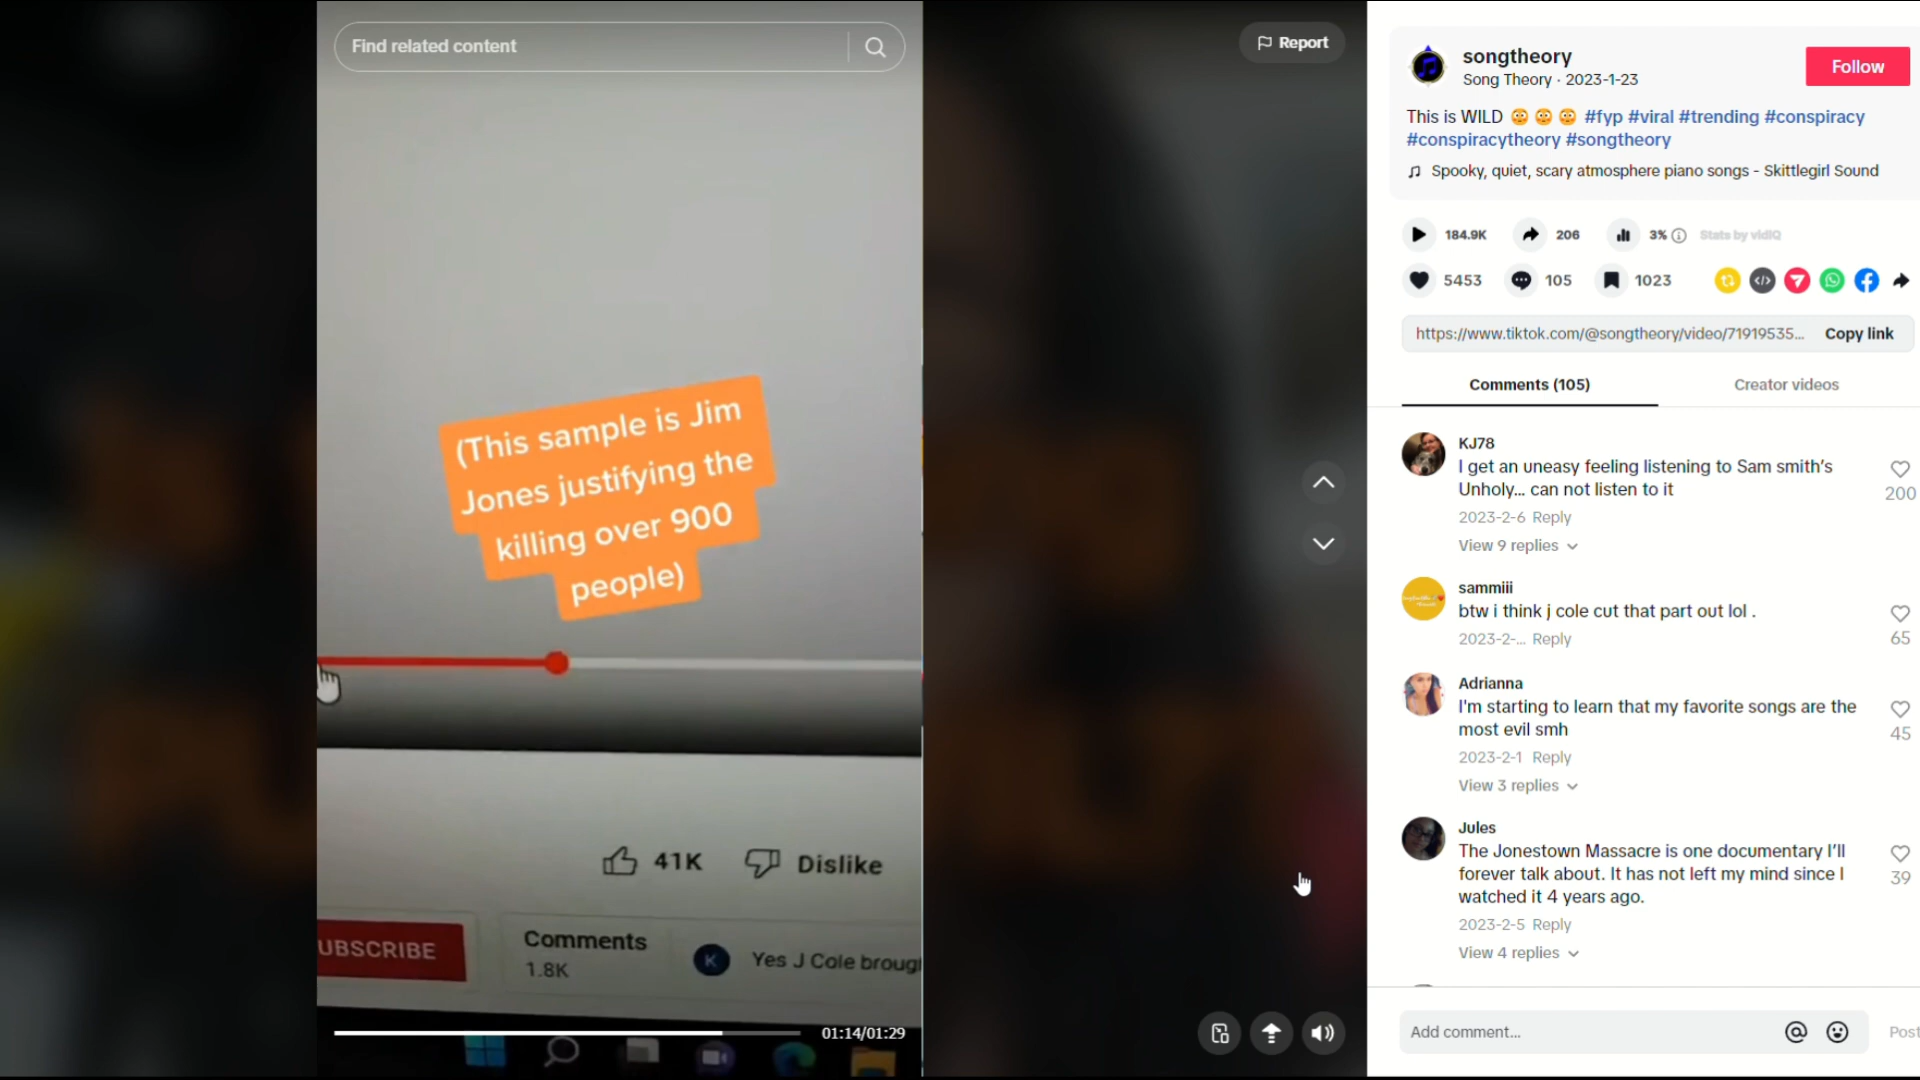 Find related content
Report
(This sample is Jim
Jones justifying the
killing over 900
people)
41K
Dislike
UBSCRIBE
Comments
1.8K
K
Yes J Cole broug
01:14/01:29
songtheory
Song Theory · 2023-1-23
Follow
This is WILD 😳 😳 😳 #fyp #viral #trending #conspiracy
#conspiracytheory #songtheory
Spooky, quiet, scary atmosphere piano songs - Skittlegirl Sound
184.9K
206
3%
Stats by vidIQ
5453
105
1023
https://www.tiktok.com/@songtheory/video/71919535...
Copy link
Comments (105)
Creator videos
KJ78
I get an uneasy feeling listening to Sam smith's
Unholy... can not listen to it
200
2023-2-6 Reply
View 9 replies
sammiii
btw i think j cole cut that part out lol .
65
2023-2-... Reply
Adrianna
I'm starting to learn that my favorite songs are the
most evil smh
45
2023-2-1 Reply
View 3 replies
Jules
The Jonestown Massacre is one documentary I'll
forever talk about. It has not left my mind since I
watched it 4 years ago.
39
2023-2-5 Reply
View 4 replies
Add comment...
Post